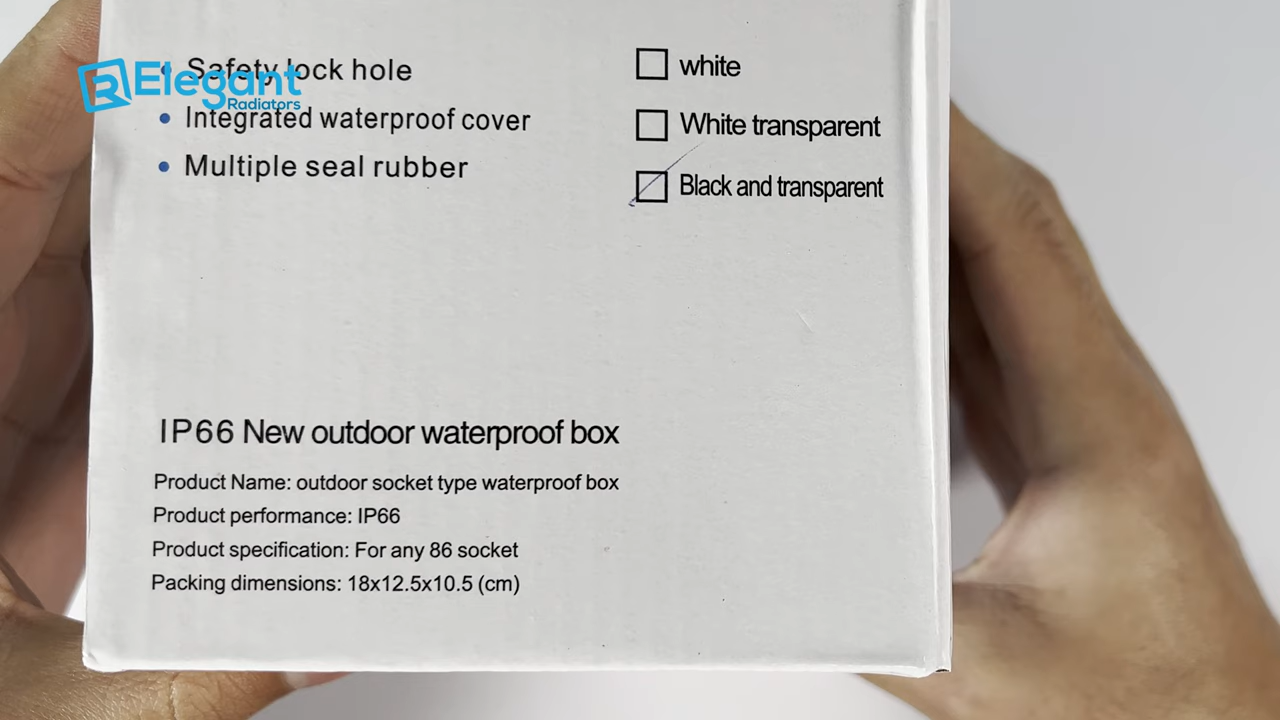 Elegant
Radiators
• Safety lock hole
• Integrated waterproof cover
• Multiple seal rubber
white
White transparent
Black and transparent
IP66 New outdoor waterproof box
Product Name: outdoor socket type waterproof box
Product performance: IP66
Product specification: For any 86 socket
Packing dimensions: 18x12.5x10.5 (cm)